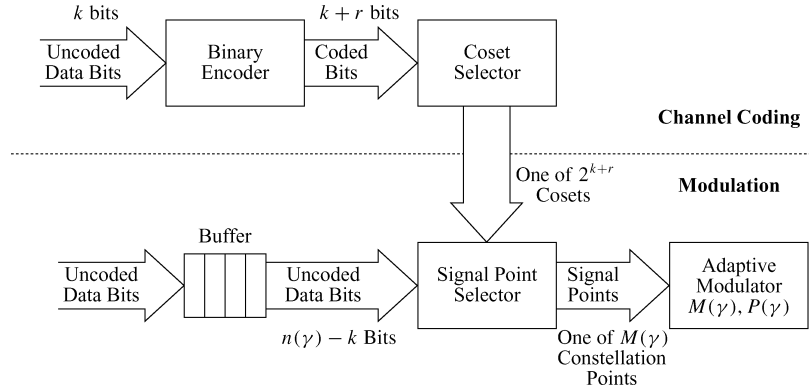 k bits
k + r bits
Uncoded
Data Bits
Binary
Encoder
Coded
Bits
Coset
Selector
Channel Coding
One of 2^{k+r}
Cosets
Modulation
Buffer
Uncoded
Data Bits
Uncoded
Data Bits
n(γ) − k Bits
Signal Point
Selector
Signal
Points
One of M(γ)
Constellation
Points
Adaptive
Modulator
M(γ), P(γ)